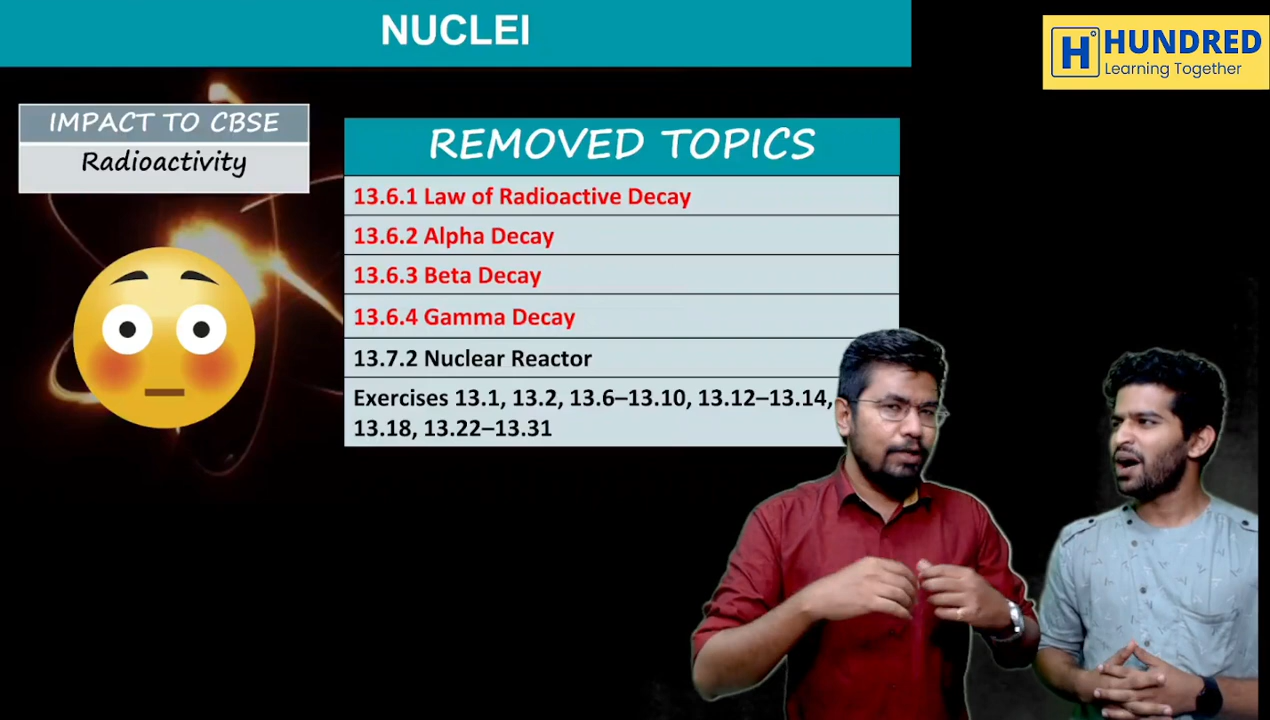 NUCLEI
H° HUNDRED
Learning Together
IMPACT TO CBSE
Radioactivity
REMOVED TOPICS
13.6.1 Law of Radioactive Decay
13.6.2 Alpha Decay
13.6.3 Beta Decay
13.6.4 Gamma Decay
13.7.2 Nuclear Reactor
Exercises 13.1, 13.2, 13.6–13.10, 13.12–13.14,
13.18, 13.22–13.31